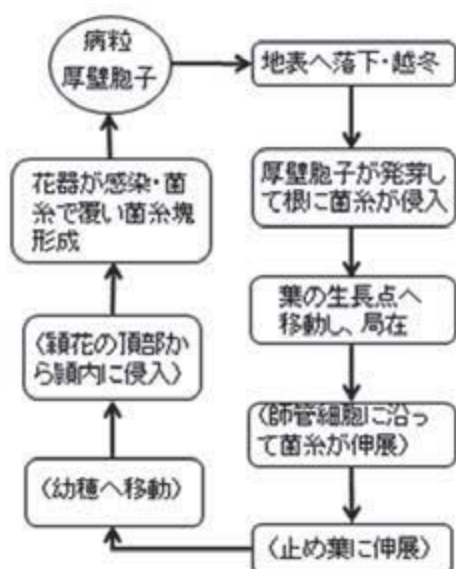 病粒
厚壁胞子
地表へ落下・越冬
厚壁胞子が発芽し
て根に菌糸が侵入
葉の生長点へ
移動し、局在
〈師管細胞に沿っ
て菌糸が伸展〉
〈止め葉に伸展〉
〈幼穂へ移動〉
〈穎花の頂部か
ら穎内に侵入〉
花器が感染・菌
糸で覆い菌糸塊
形成